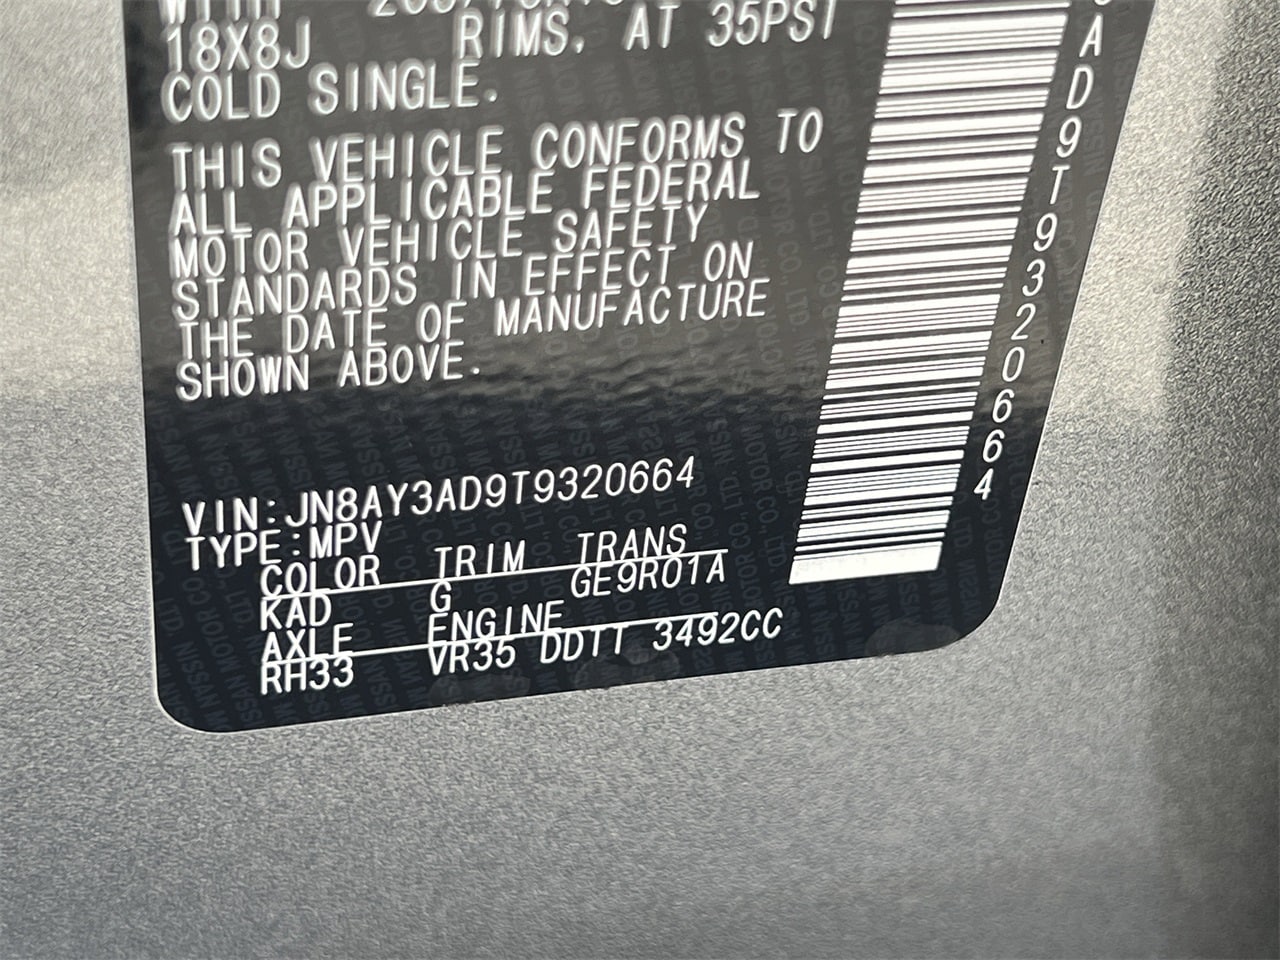 18X8J RIMS, AT 35PSI
COLD SINGLE.
THIS VEHICLE CONFORMS TO
ALL APPLICABLE FEDERAL
MOTOR VEHICLE SAFETY
STANDARDS IN EFFECT ON
THE DATE OF MANUFACTURE
SHOWN ABOVE.
VIN:JN8AY3AD9T9320664
TYPE:MPV
COLOR TRIM TRANS
KAD G GE9R01A
AXLE ENGINE
RH33 VR35 DDTT 3492CC
AD9T9320664